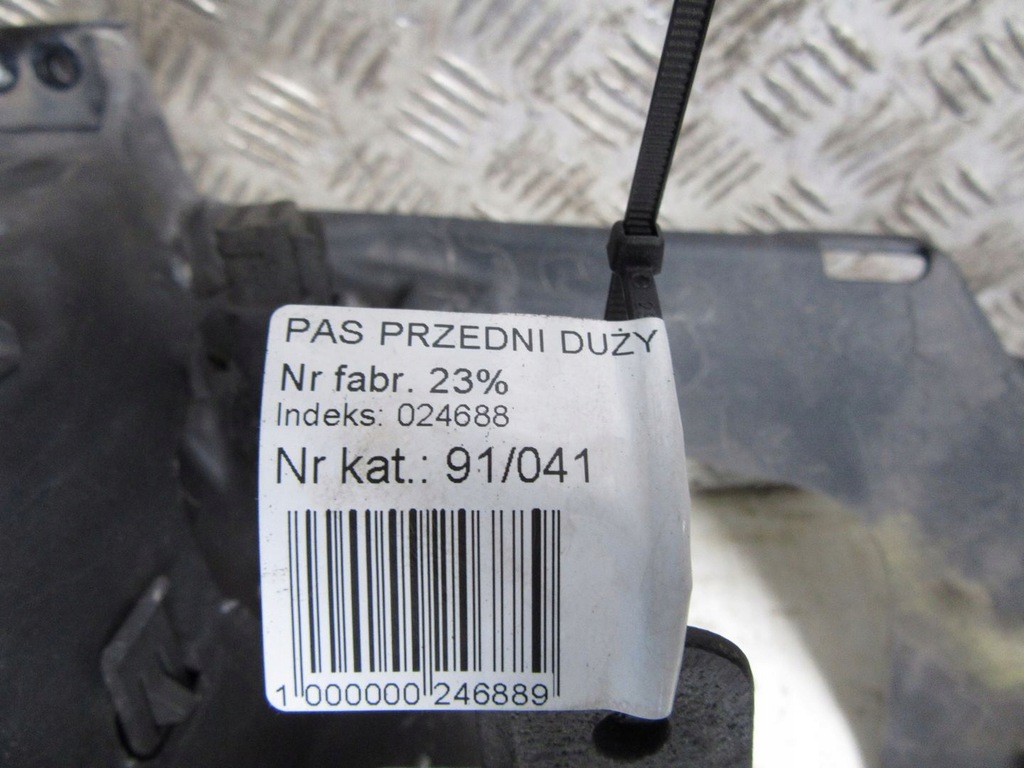 PAS PRZEDNI DUŻY
Nr fabr. 23%
Indeks: 024688
Nr kat.: 91/041
1 000000 246889